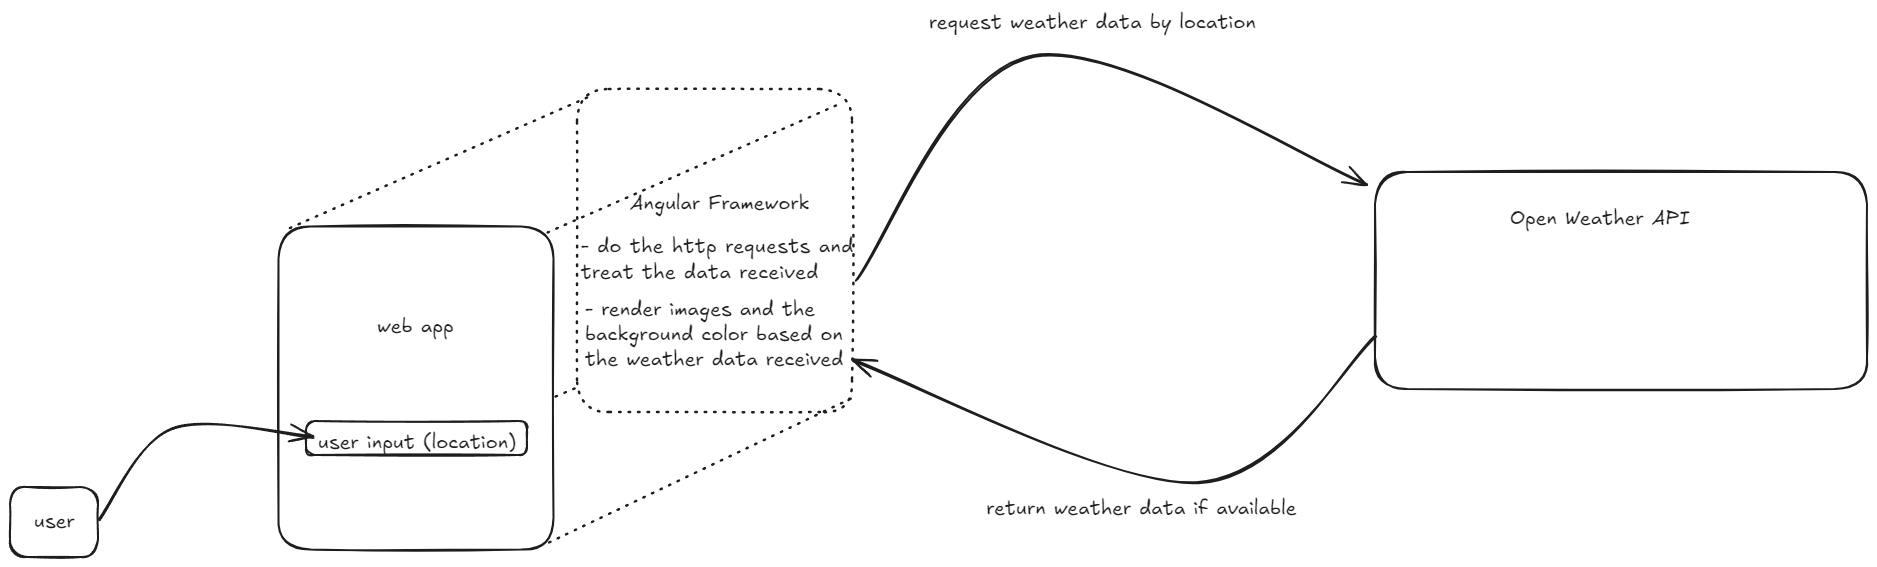 request weather data by location
Angular Framework
- do the http requests and
treat the data received
- render images and the
background color based on
the weather data received
Open Weather API
web app
user input (location)
user
return weather data if available